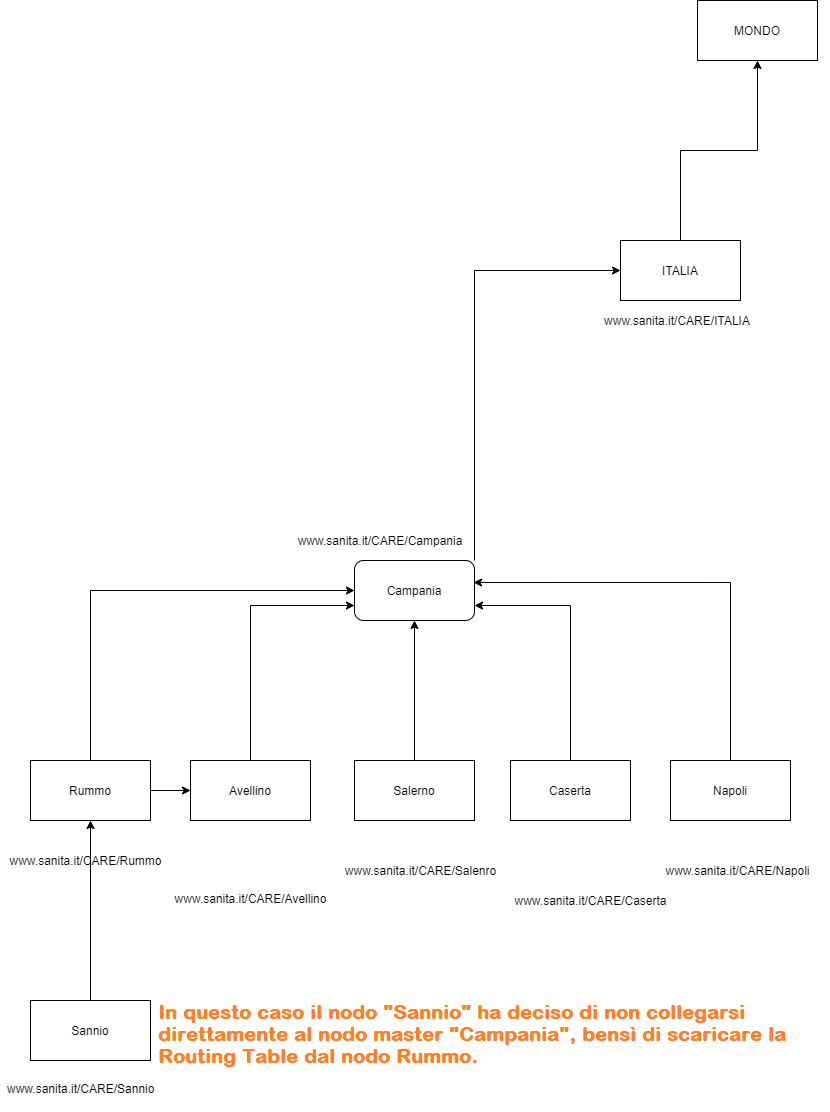 MONDO
ITALIA
www.sanita.it/CARE/ITALIA
www.sanita.it/CARE/Campania
Campania
Rummo
Avellino
Salerno
Caserta
Napoli
www.sanita.it/CARE/Rummo
www.sanita.it/CARE/Salenro
www.sanita.it/CARE/Napoli
www.sanita.it/CARE/Avellino
www.sanita.it/CARE/Caserta
Sannio
In questo caso il nodo "Sannio" ha deciso di non collegarsi
direttamente al nodo master "Campania", bensì di scaricare la
Routing Table dal nodo Rummo.
www.sanita.it/CARE/Sannio